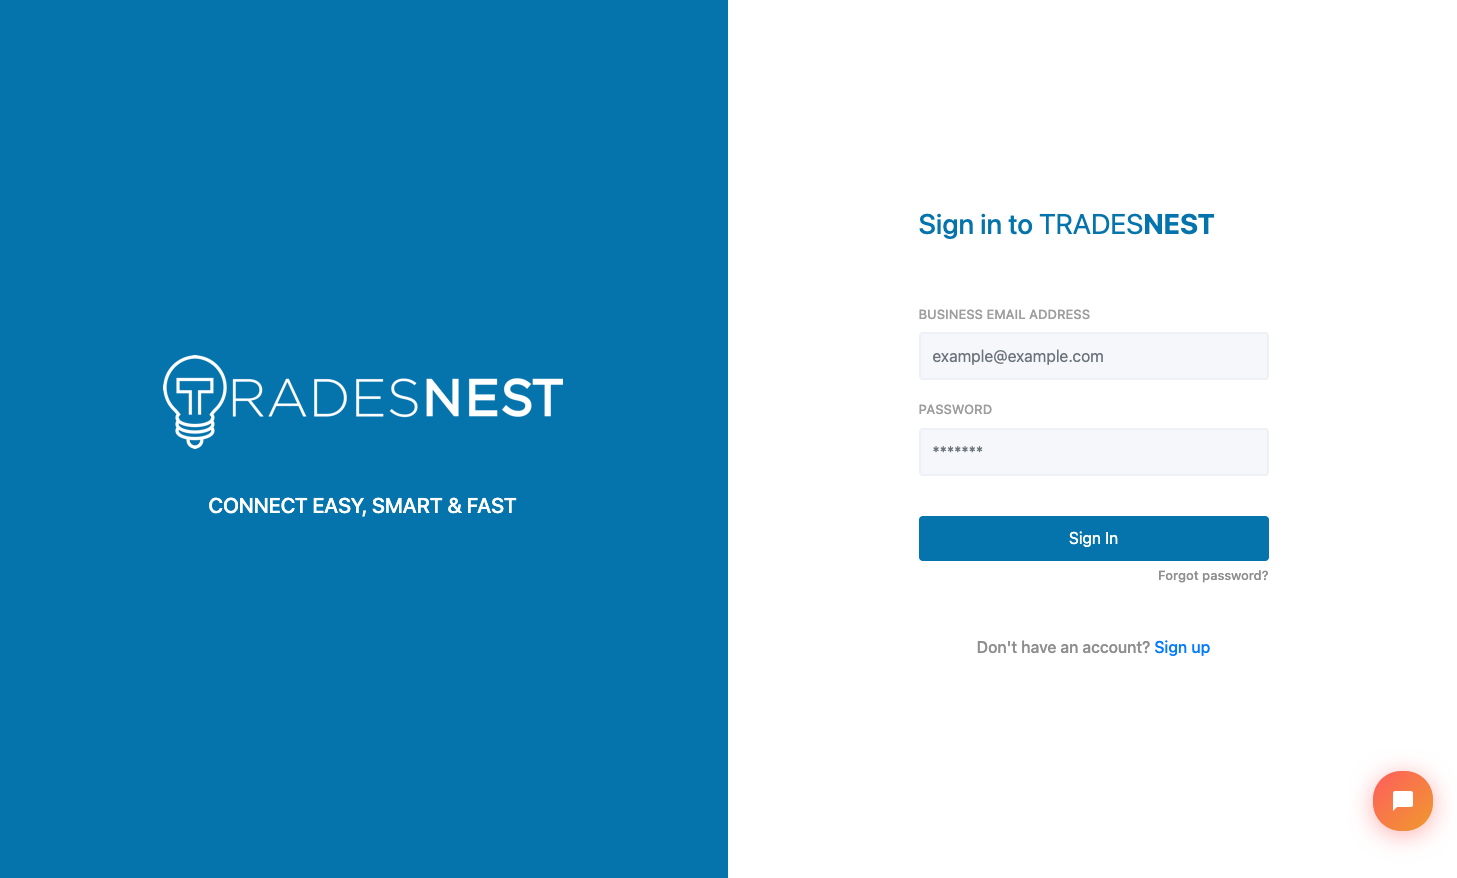 TRADESNEST
CONNECT EASY, SMART & FAST
Sign in to TRADESNEST
BUSINESS EMAIL ADDRESS
example@example.com
PASSWORD
*******
Sign In
Forgot password?
Don't have an account? Sign up